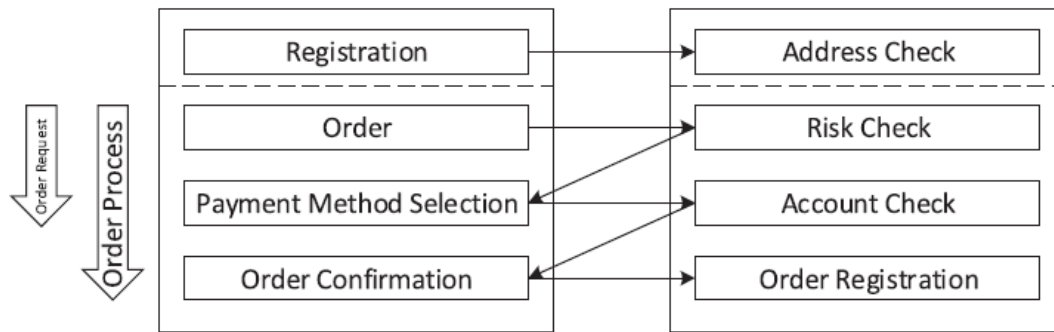 Registration
Address Check
Order
Risk Check
Payment Method Selection
Account Check
Order Confirmation
Order Registration
Order Request
Order Process